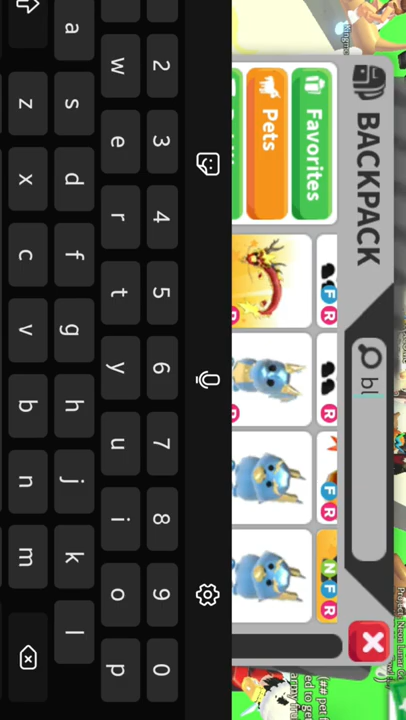 BACKPACK
bl
Favorites
Pets
F R
R
F R
N F R
R
R
2 3 4 5 6 7 8 9 0
w e r t y u i o p
a s d f g h j k l
z x c v b n m